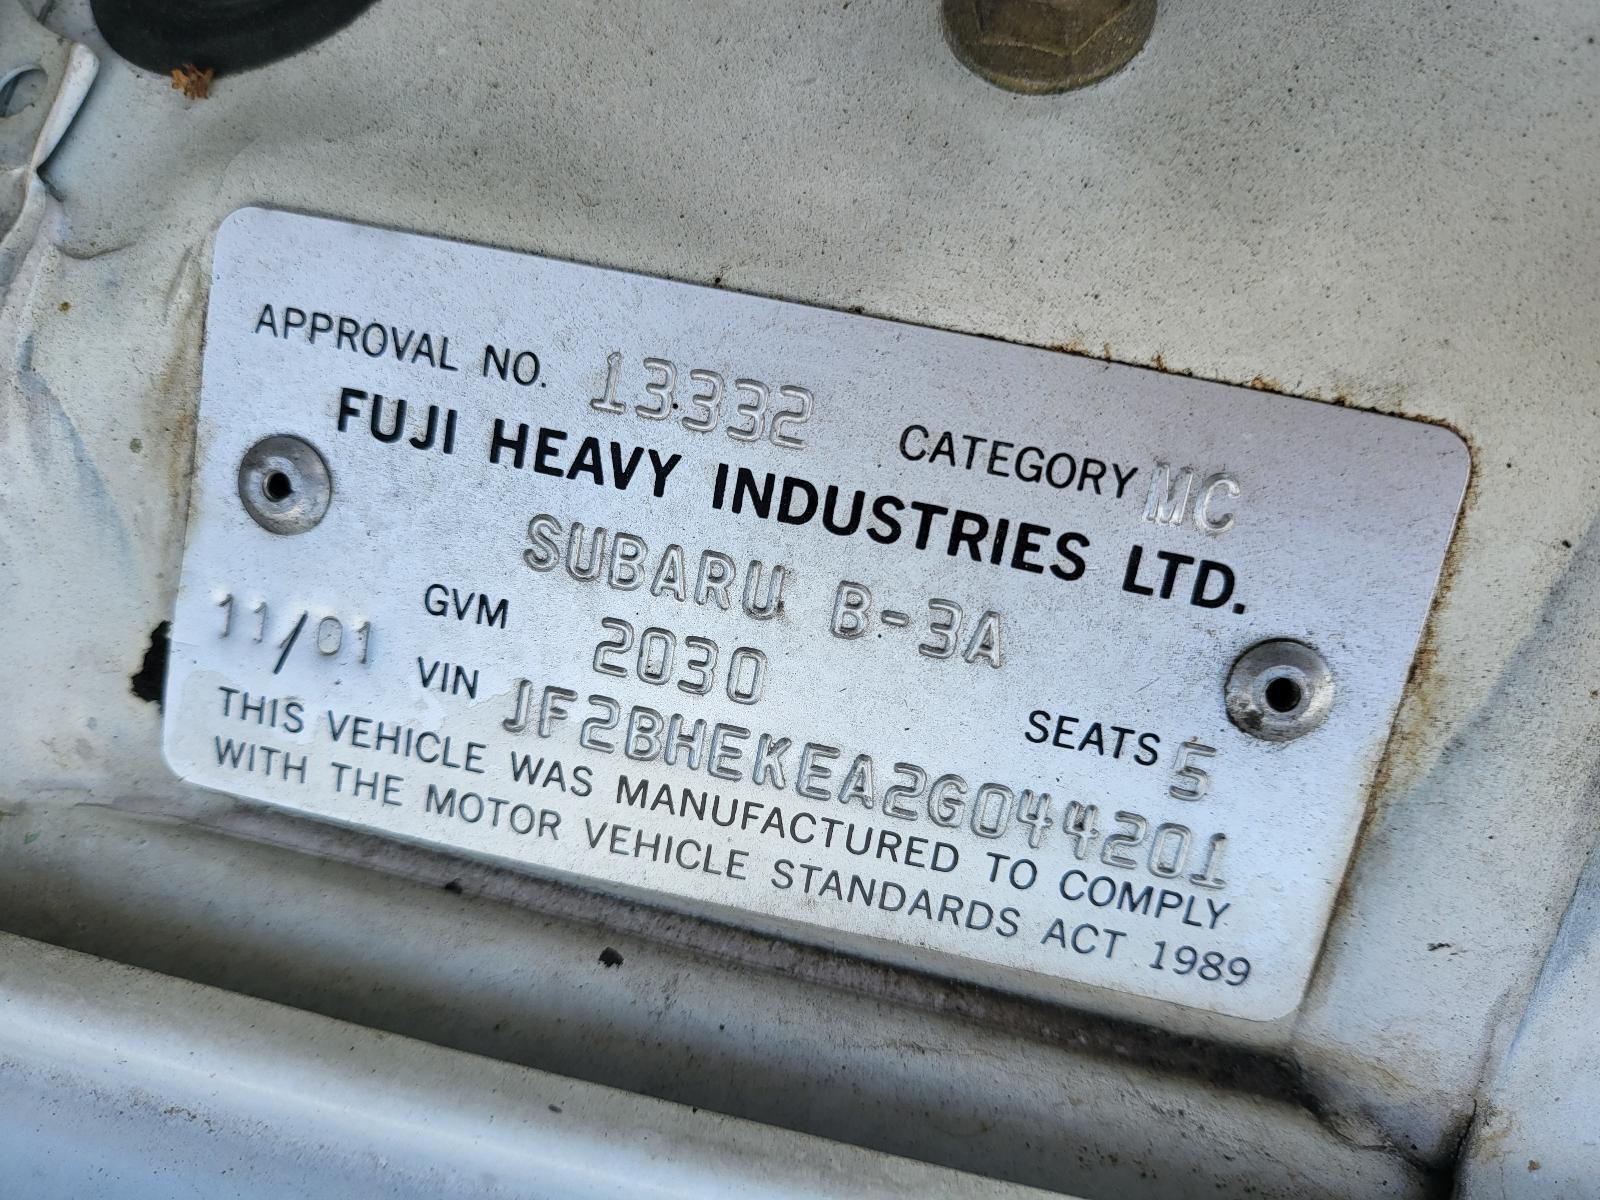 APPROVAL NO. 13332 CATEGORY MC
FUJI HEAVY INDUSTRIES LTD.
SUBARU B-3A
11/01 GVM 2030 SEATS 5
VIN JF2BHEKEA2G044201
THIS VEHICLE WAS MANUFACTURED TO COMPLY
WITH THE MOTOR VEHICLE STANDARDS ACT 1989